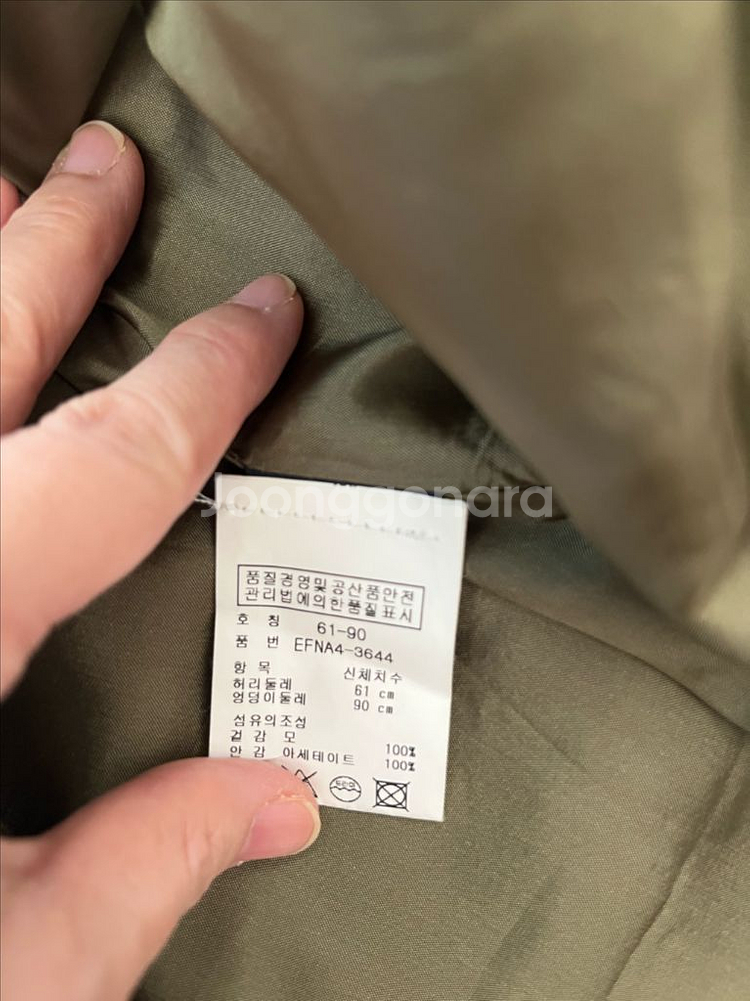 Joonggonara
품질경영및 공산품안전
관리법에의한품질표시
호 칭 61-90
품 번 EFNA4-3644
항 목 신체치수
허리둘레 61 cm
엉덩이둘레 90 cm
섬유의조성
겉 감 모 100%
안 감 아세테이트 100%